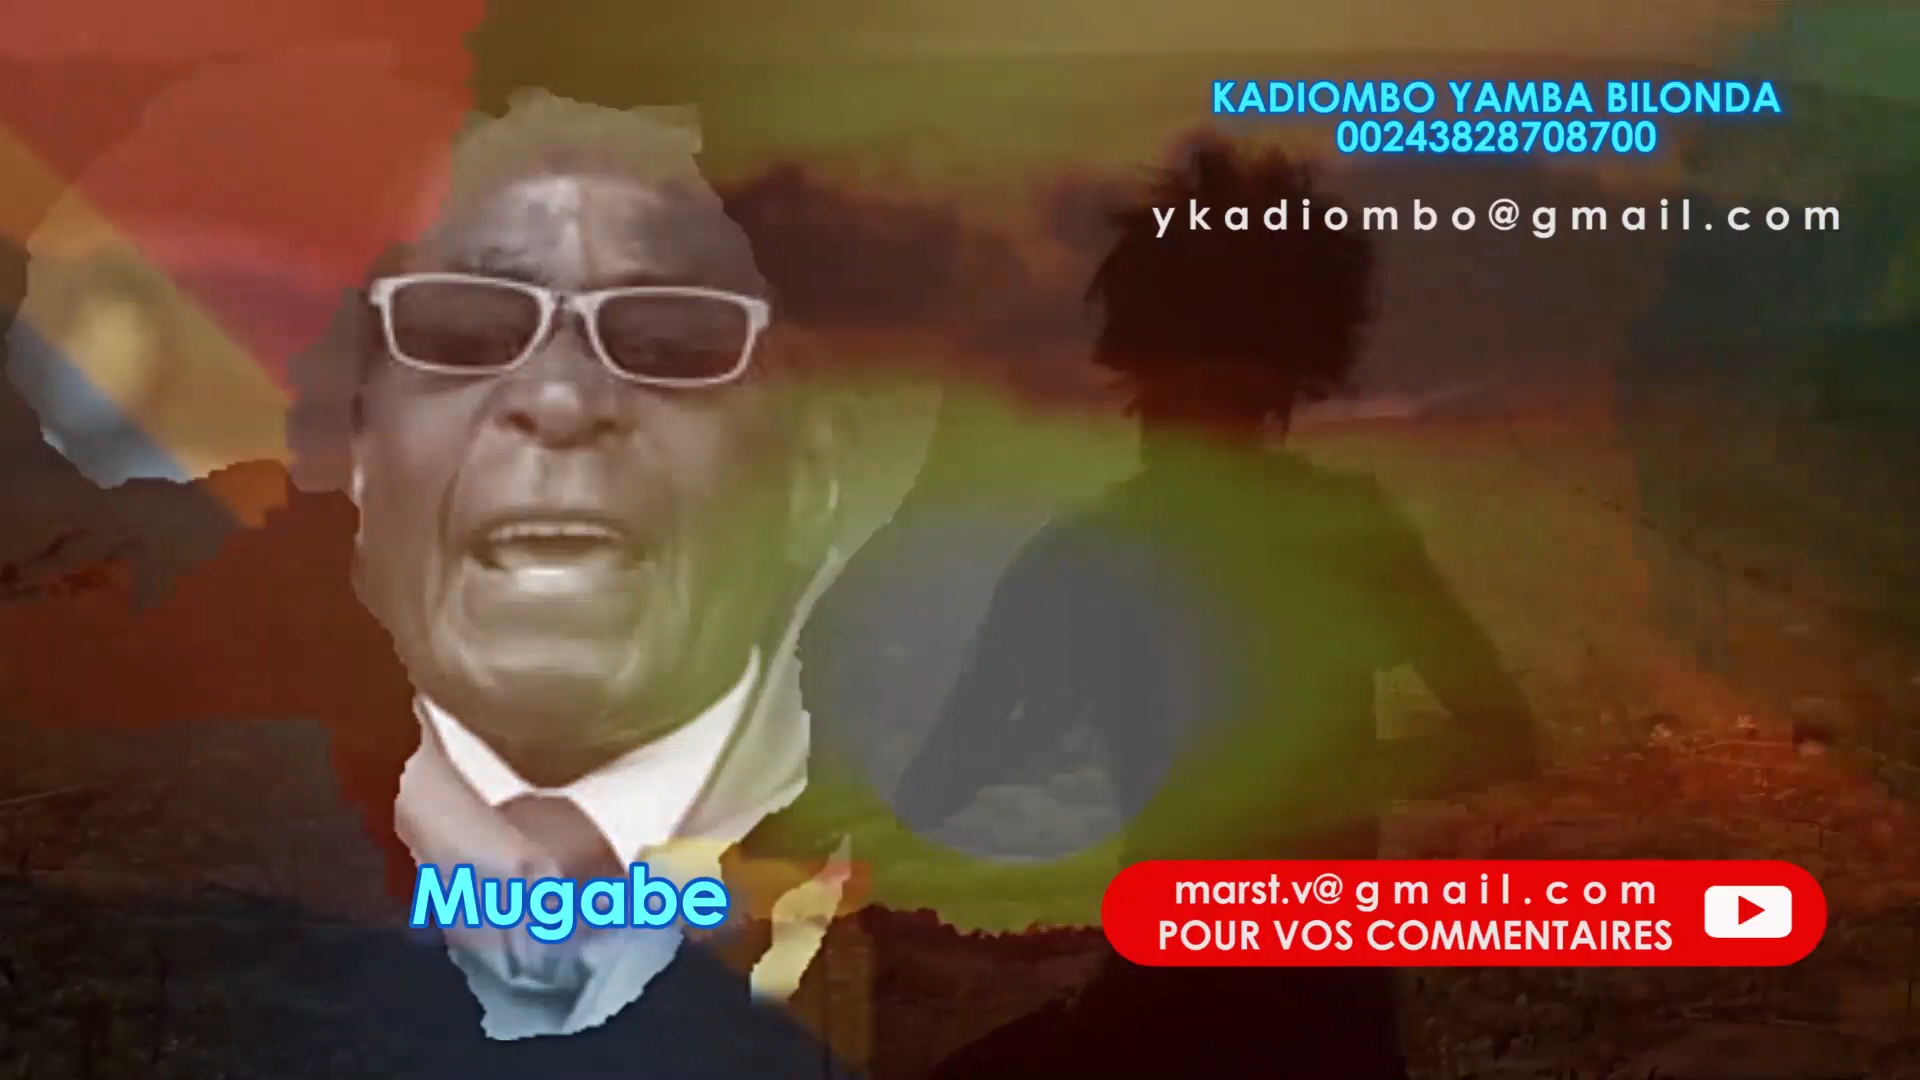 KADIOMBO YAMBA BILONDA
00243828708700
ykadiombo@gmail.com
Mugabe
marst.v@gmail.com
POUR VOS COMMENTAIRES